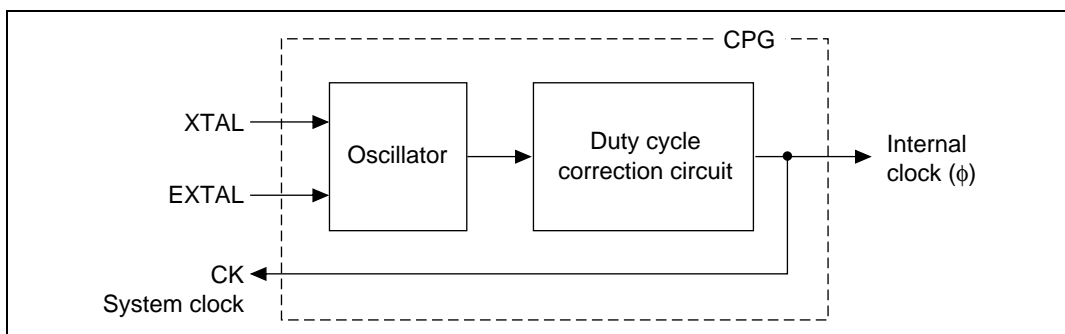 CPG
XTAL
EXTAL
Oscillator
Duty cycle
correction circuit
Internal
clock (ϕ)
CK
System clock